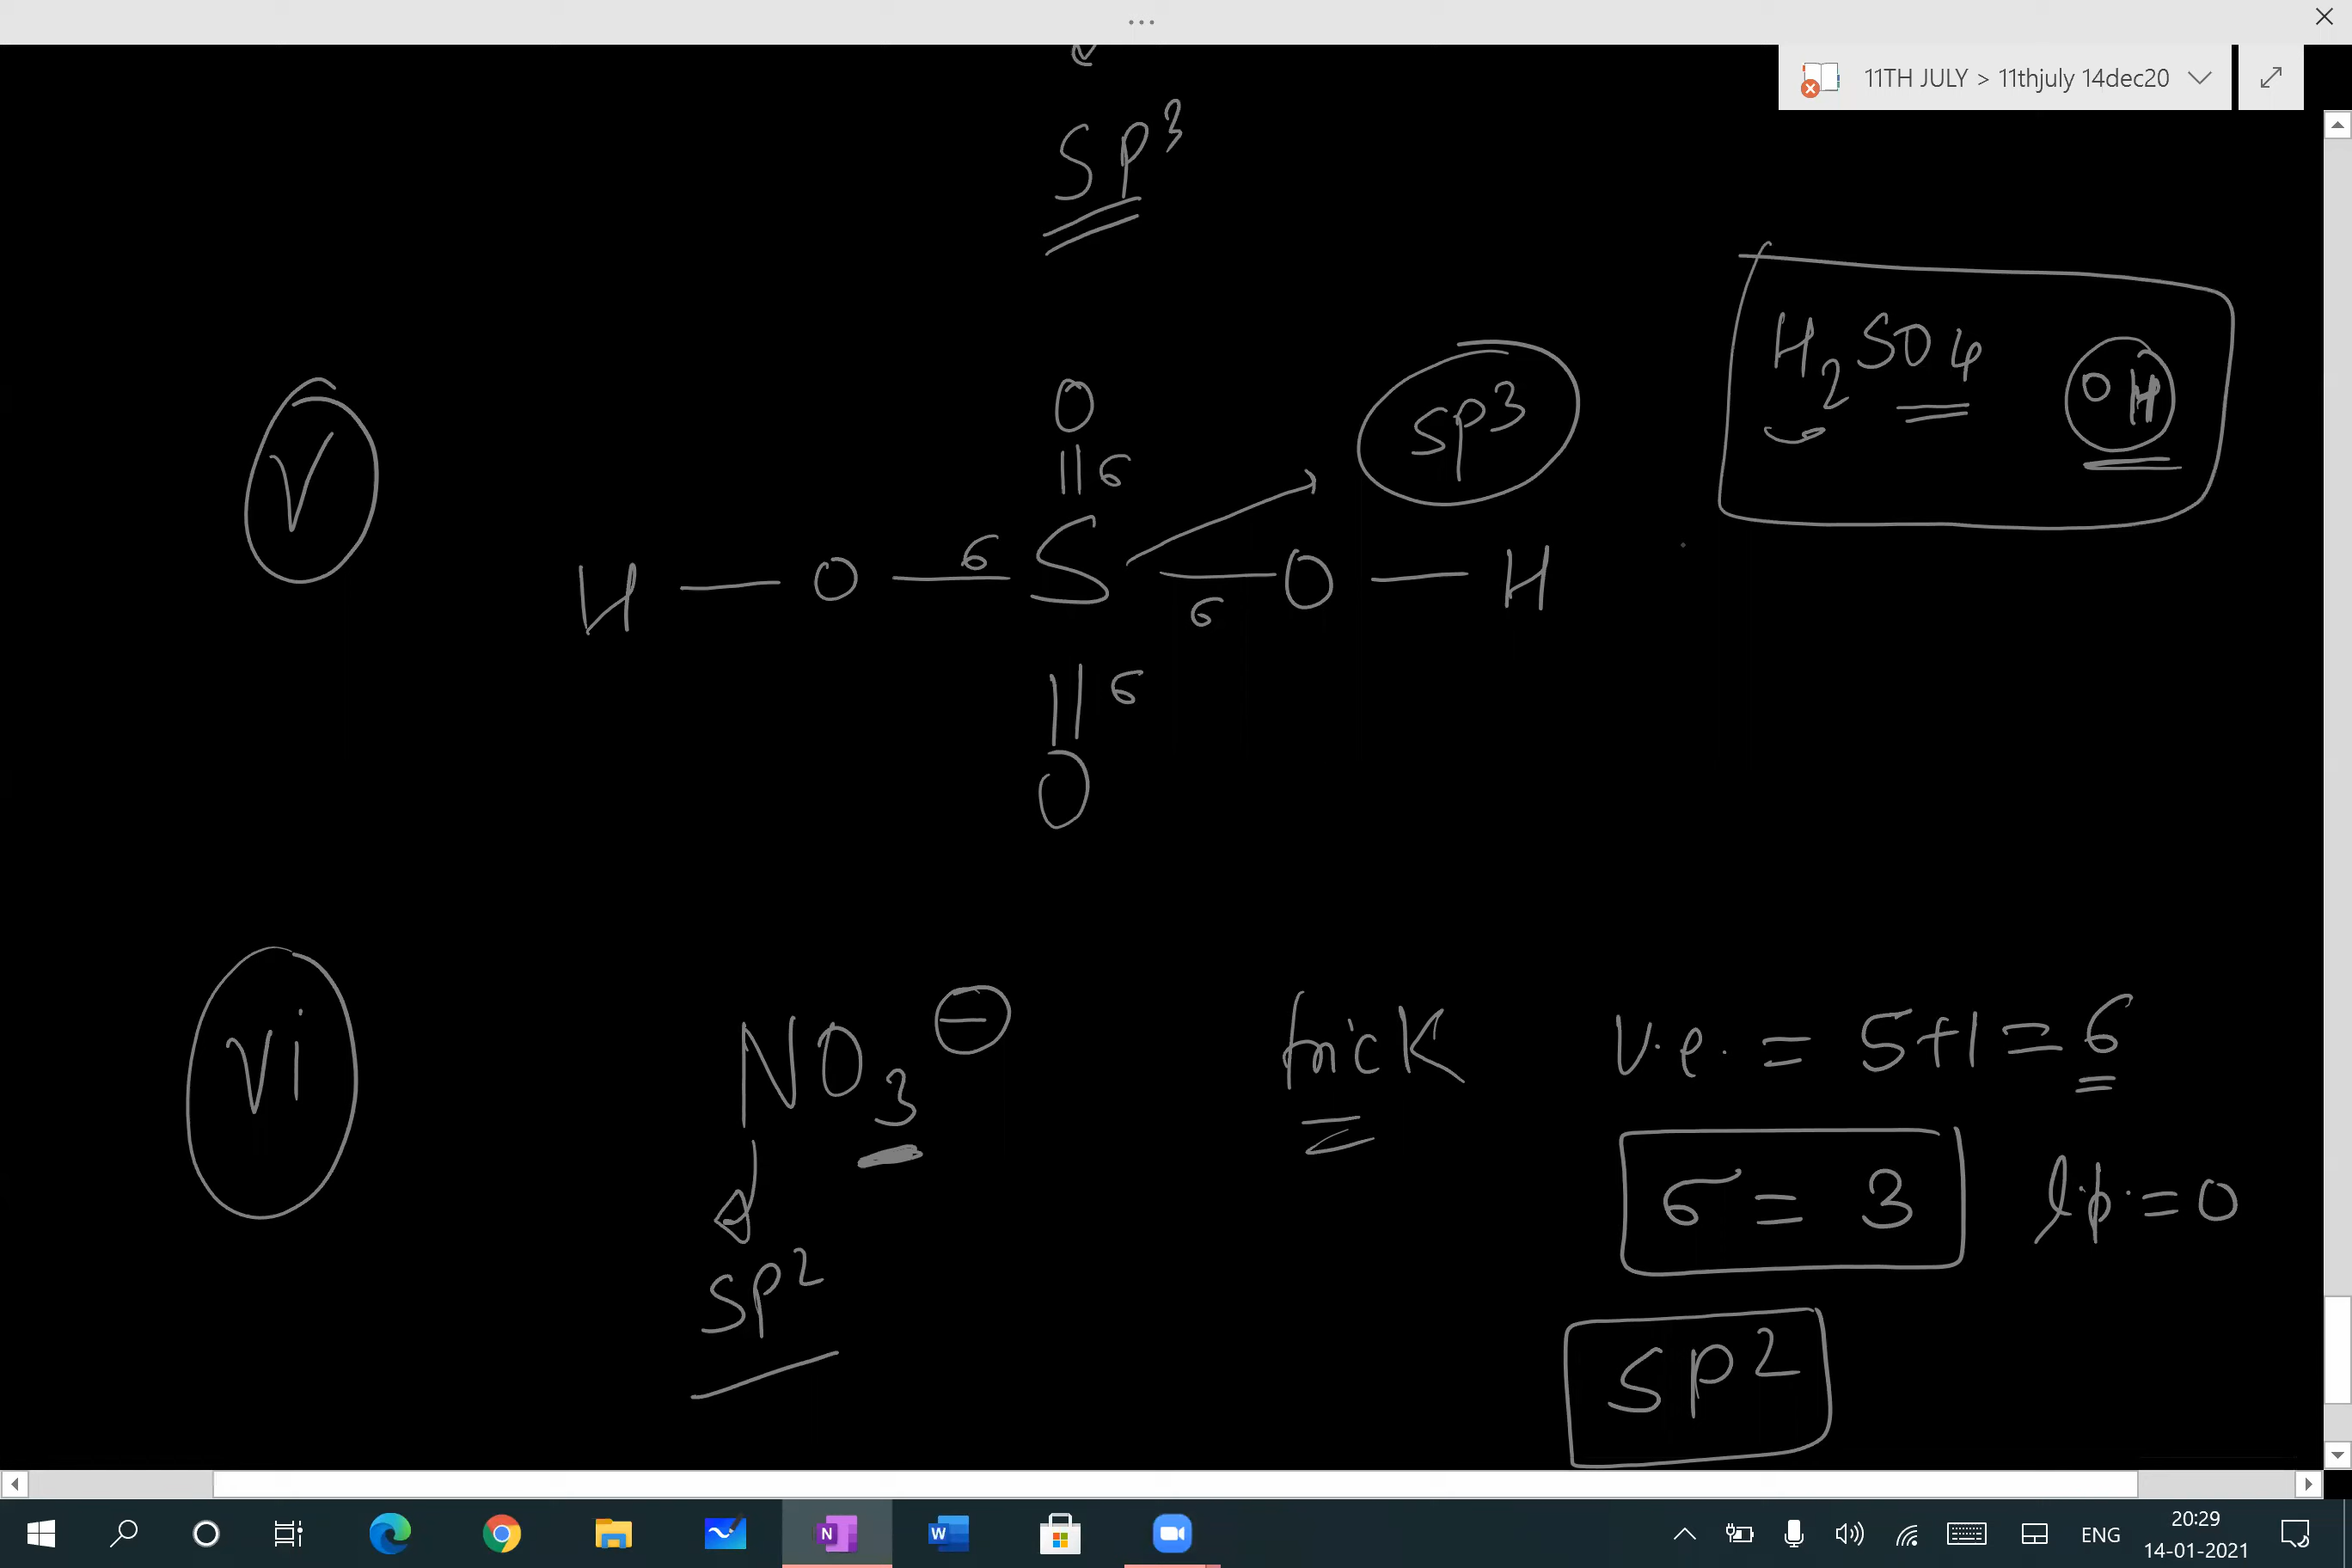 11TH JULY > 11thjuly 14dec20
SP³
V
O
|| σ
H — O — σ S — σ O — H
|| σ
O
SP³
H₂SO₄ OH
vi
NO₃⊖
SP²
trick
V.e. = 5+1 = 6
σ = 3
l.p. = 0
SP²
ENG
20:29
14-01-2021